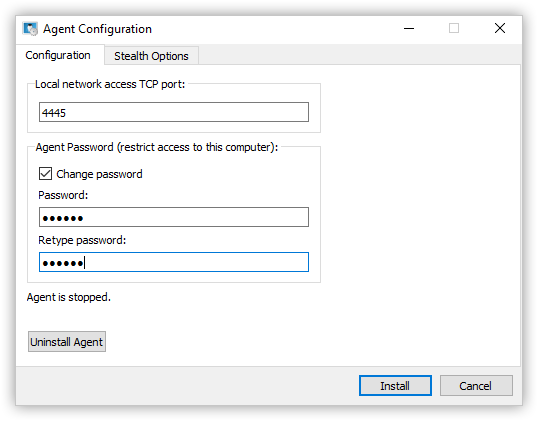 Agent Configuration
Configuration
Stealth Options
Local network access TCP port:
4445
Agent Password (restrict access to this computer):
Change password
Password:
●●●●●●
Retype password:
●●●●●●
Agent is stopped.
Uninstall Agent
Install
Cancel